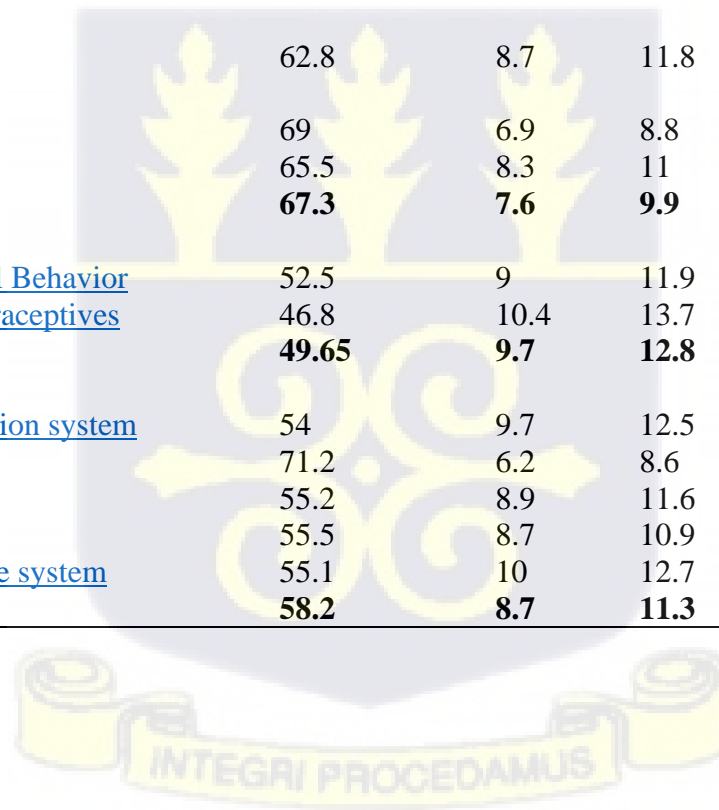 62.8 8.7 11.8
69 6.9 8.8
65.5 8.3 11
67.3 7.6 9.9
Behavior 52.5 9 11.9
raceptives 46.8 10.4 13.7
49.65 9.7 12.8
ion system 54 9.7 12.5
71.2 6.2 8.6
55.2 8.9 11.6
55.5 8.7 10.9
e system 55.1 10 12.7
58.2 8.7 11.3
INTEGRI PROCEDAMUS